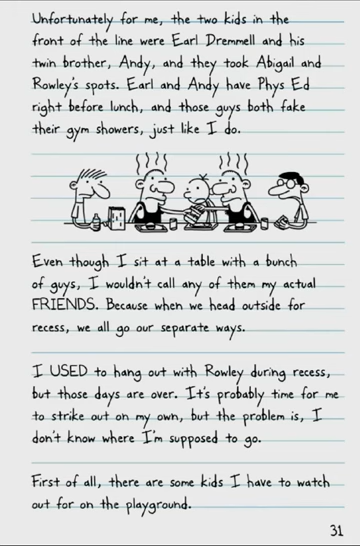 Unfortunately for me, the two kids in the
front of the line were Earl Dremmell and his
twin brother, Andy, and they took Abigail and
Rowley's spots. Earl and Andy have Phys Ed
right before lunch, and those guys both fake
their gym showers, just like I do.
Even though I sit at a table with a bunch
of guys, I wouldn't call any of them my actual
FRIENDS. Because when we head outside for
recess, we all go our separate ways.
I USED to hang out with Rowley during recess,
but those days are over. It's probably time for me
to strike out on my own, but the problem is, I
don't know where I'm supposed to go.
First of all, there are some kids I have to watch
out for on the playground.
31